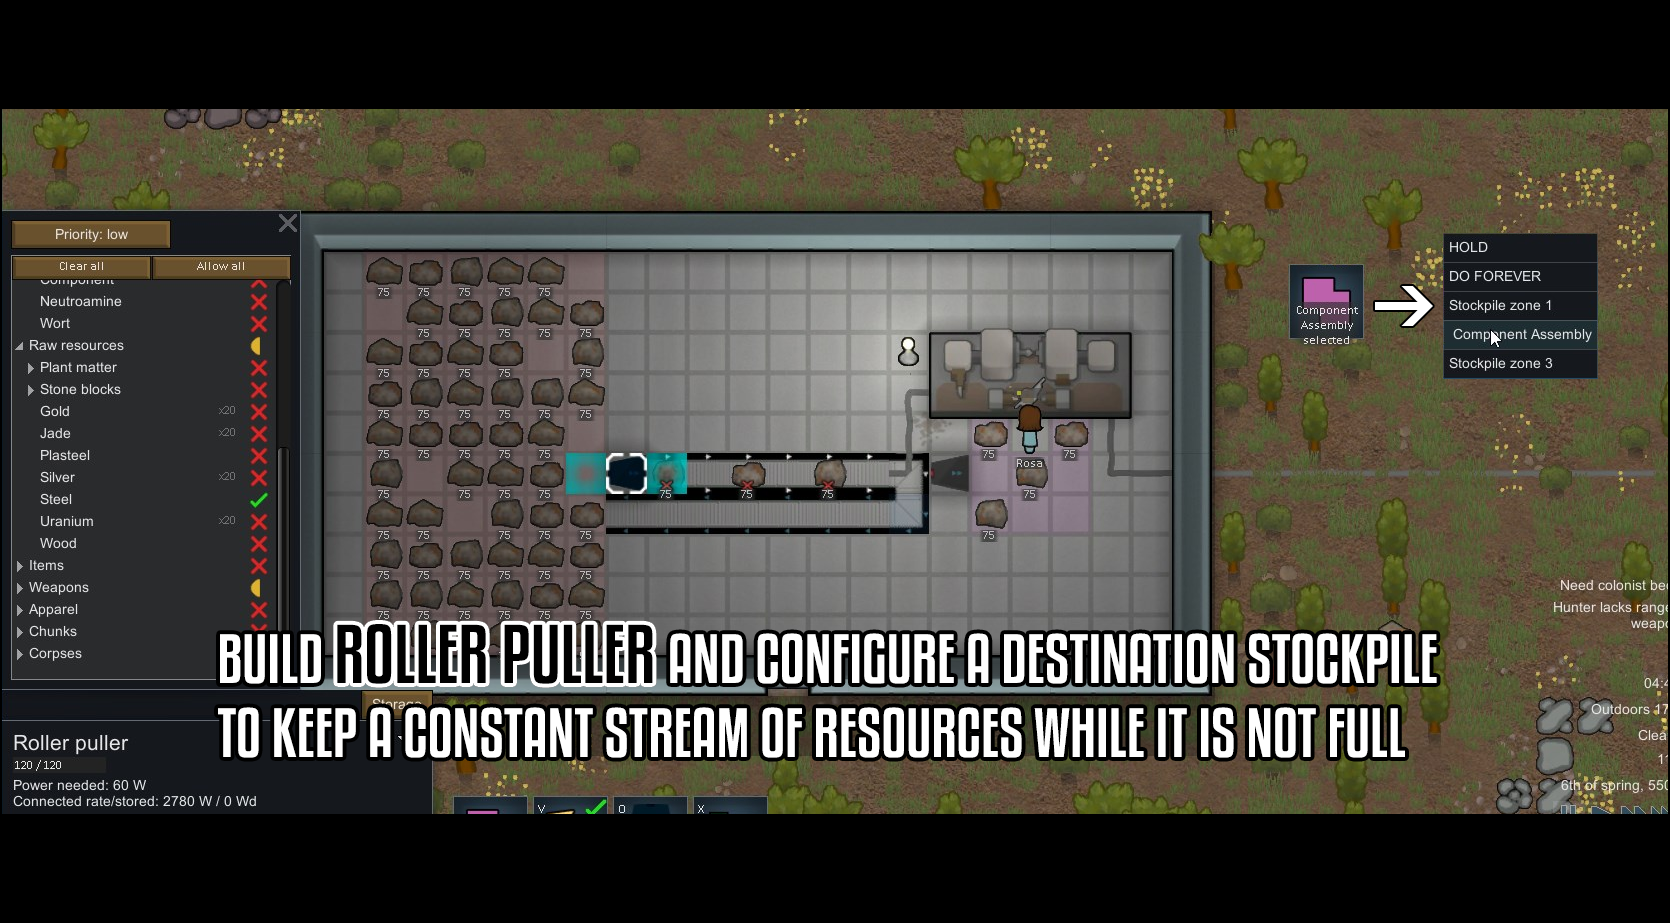 Priority: low
Clear all
Allow all
Component
Neutroamine
Wort
Raw resources
Plant matter
Stone blocks
Gold x20
Jade x20
Plasteel
Silver x20
Steel
Uranium x20
Wood
Items
Weapons
Apparel
Chunks
Corpses
Storage
Roller puller
120 / 120
Power needed: 60 W
Connected rate/stored: 2780 W / 0 Wd
75 75 75 75 75
75 75 75 75 75
75 75 75 75 75
75 75 75 75 75 75
75 75 75 75 75
75 75 75 75 75 75 75
75 75 75 75 75
75 75 75 75 75 75
75 75 75 75 75 75
75 75
Rosa
75
75
Component
Assembly
selected
HOLD
DO FOREVER
Stockpile zone 1
Component Assembly
Stockpile zone 3
BUILD ROLLER PULLER AND CONFIGURE A DESTINATION STOCKPILE
TO KEEP A CONSTANT STREAM OF RESOURCES WHILE IT IS NOT FULL
Need colonist be
Hunter lacks range
weapo
04:4
Outdoors 17
Clea
1
6th of spring, 550
V
O
X